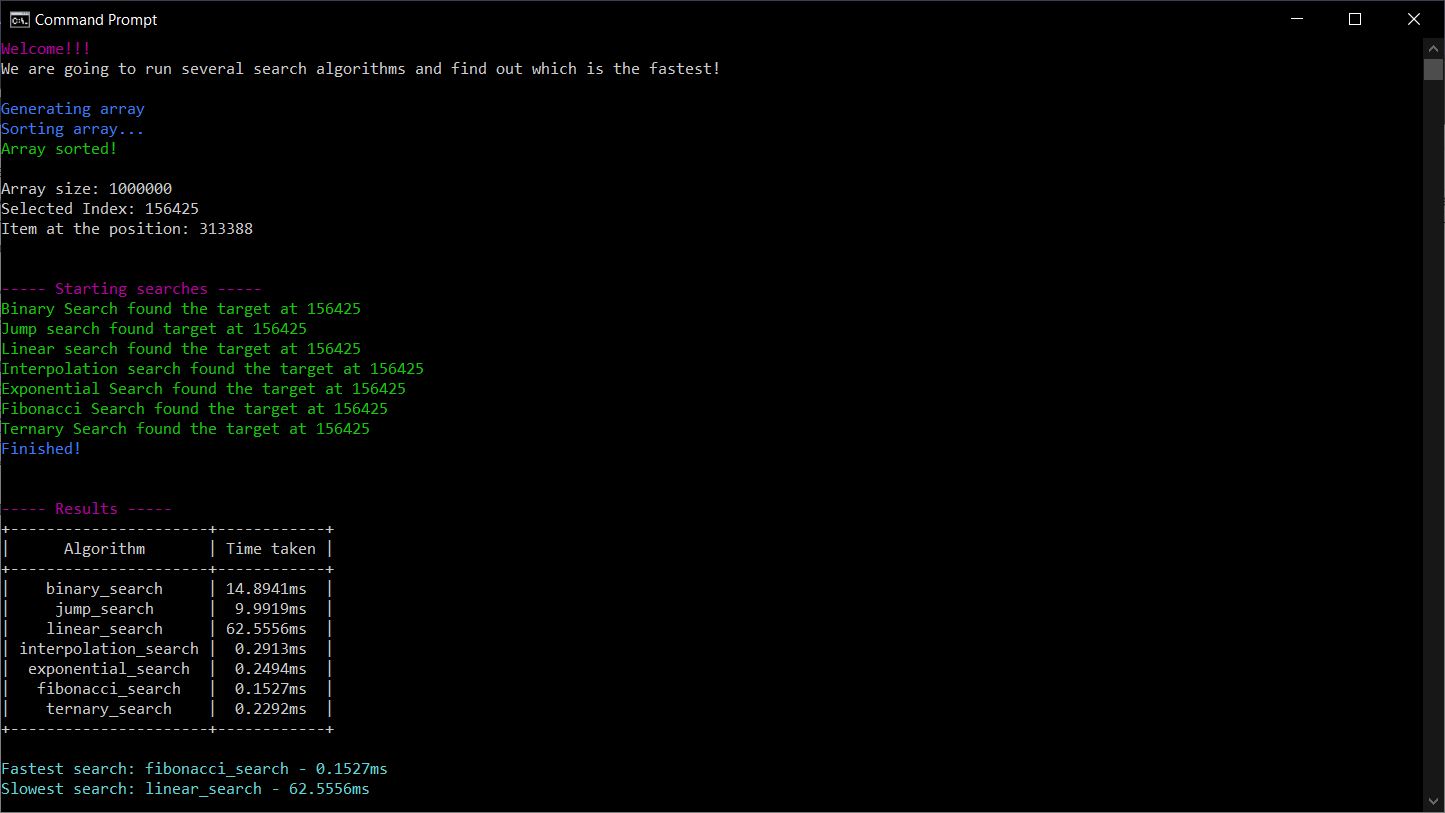 Command Prompt
Welcome!!!
We are going to run several search algorithms and find out which is the fastest!
Generating array
Sorting array...
Array sorted!
Array size: 1000000
Selected Index: 156425
Item at the position: 313388
----- Starting searches -----
Binary Search found the target at 156425
Jump search found target at 156425
Linear search found the target at 156425
Interpolation search found the target at 156425
Exponential Search found the target at 156425
Fibonacci Search found the target at 156425
Ternary Search found the target at 156425
Finished!
----- Results -----
+----------------------+------------+
|      Algorithm       | Time taken |
+----------------------+------------+
|    binary_search     | 14.8941ms  |
|     jump_search      |  9.9919ms  |
|    linear_search     | 62.5556ms  |
| interpolation_search |  0.2913ms  |
|  exponential_search  |  0.2494ms  |
|   fibonacci_search   |  0.1527ms  |
|    ternary_search    |  0.2292ms  |
+----------------------+------------+
Fastest search: fibonacci_search - 0.1527ms
Slowest search: linear_search - 62.5556ms